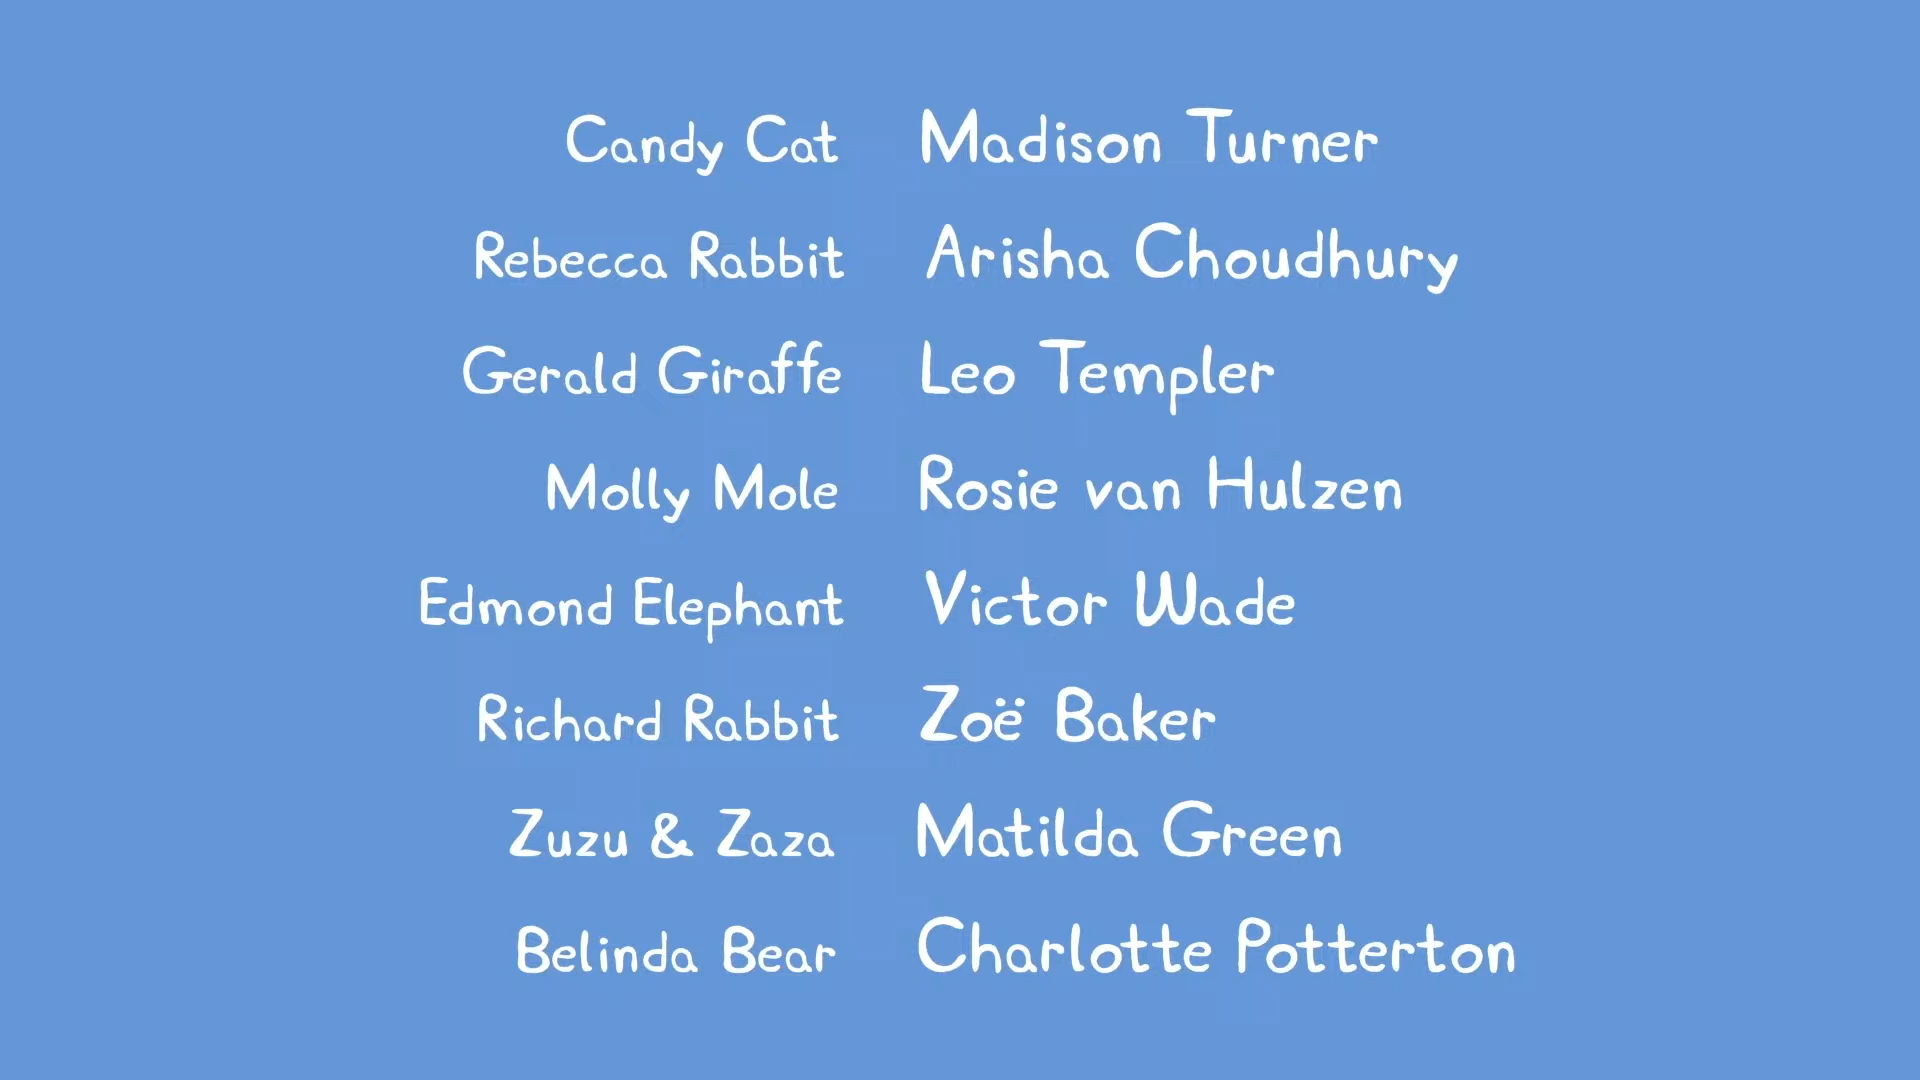 Candy Cat Madison Turner
Rebecca Rabbit Arisha Choudhury
Gerald Giraffe Leo Templer
Molly Mole Rosie van Hulzen
Edmond Elephant Victor Wade
Richard Rabbit Zoë Baker
Zuzu & Zaza Matilda Green
Belinda Bear Charlotte Potterton